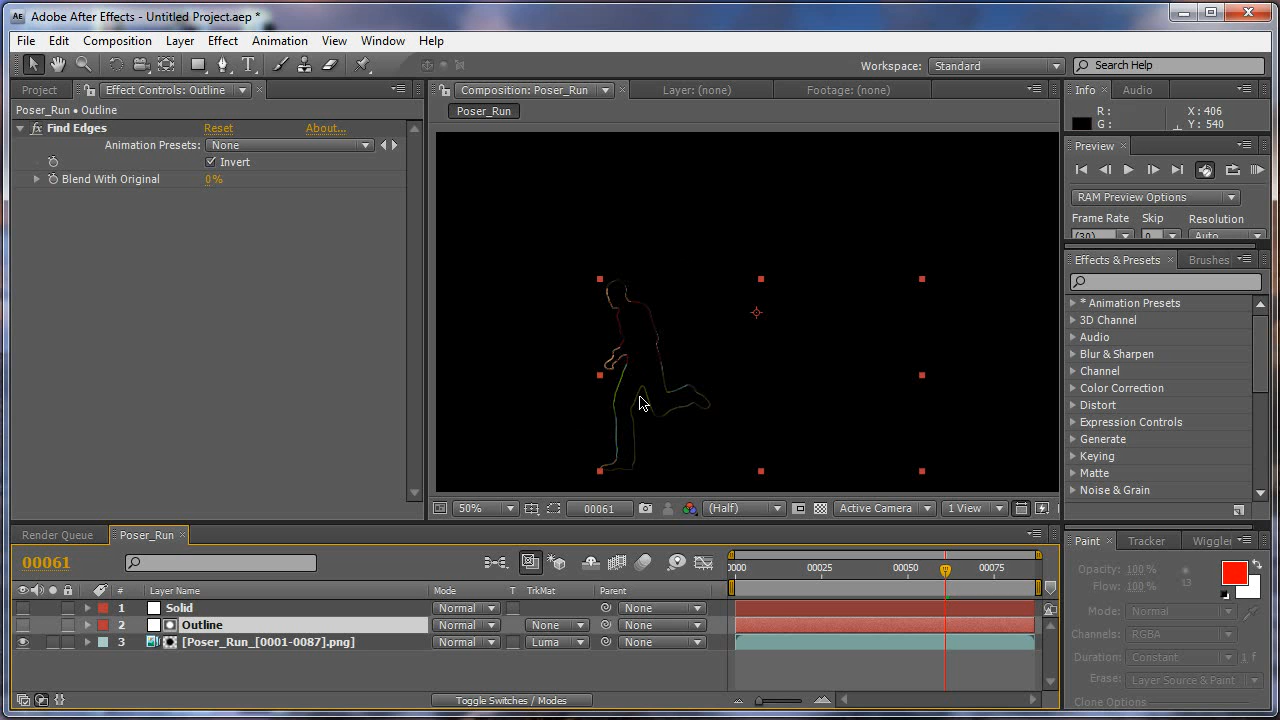 Adobe After Effects - Untitled Project.aep *
File Edit Composition Layer Effect Animation View Window Help
Workspace: Standard Search Help
Project Effect Controls: Outline Composition: Poser_Run Layer: (none) Footage: (none) Info Audio
Poser_Run • Outline Poser_Run
R: X: 406
G: Y: 540
fx Find Edges Reset About...
Animation Presets: None
Invert
Blend With Original 0%
Preview
RAM Preview Options
Frame Rate Skip Resolution
(30) 0 Auto
Effects & Presets Brushes
* Animation Presets
3D Channel
Audio
Blur & Sharpen
Channel
Color Correction
Distort
Expression Controls
Generate
Keying
Matte
Noise & Grain
50% 00061 (Half) Active Camera 1 View
Render Queue Poser_Run
00061
0000 00025 00050 00075
# Layer Name Mode T TrkMat Parent
1 Solid Normal None
2 Outline Normal None None
3 [Poser_Run_[0001-0087].png] Normal Luma None
Toggle Switches / Modes
Paint Tracker Wiggler
Opacity: 100 %
Flow: 100 % 13
Mode: Normal
Channels: RGBA
Duration: Constant 1 f
Erase: Layer Source & Paint
Clone Options